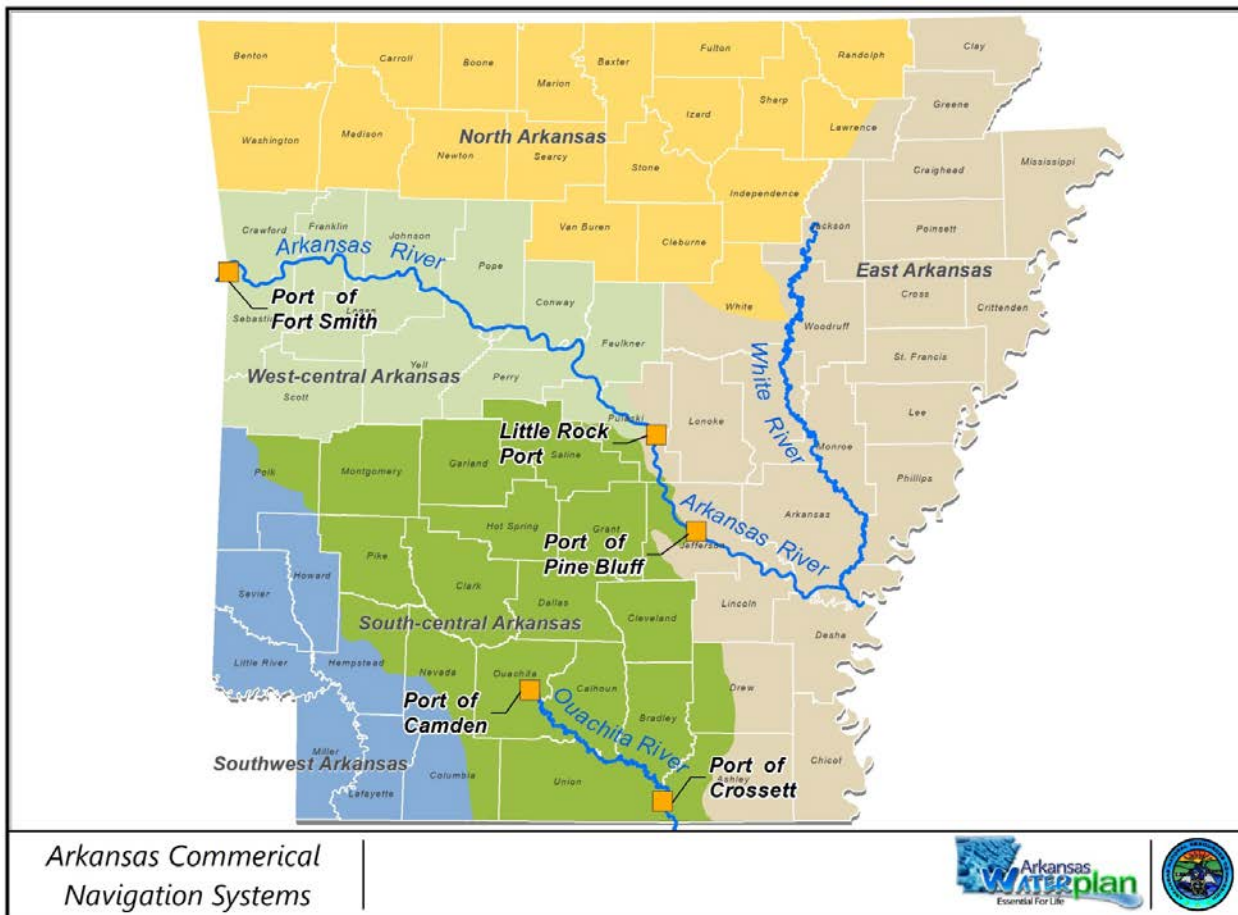 Benton
Carroll
Boone
Marion
Baxter
Fulton
Randolph
Clay
Sharp
Izard
Greene
Lawrence
Washington
Madison
North Arkansas
Newton
Searcy
Stone
Craighead
Mississippi
Independence
Crawford
Franklin
Johnson
Van Buren
Cleburne
Jackson
Poinsett
Arkansas River
Pope
East Arkansas
Port of
Fort Smith
Sebastian
Logan
Conway
White
Cross
Crittenden
Woodruff
Faulkner
St. Francis
White River
West-central Arkansas
Yell
Perry
Scott
Lee
Pulaski
Lonoke
Little Rock
Port
Monroe
Saline
Garland
Montgomery
Polk
Phillips
Arkansas River
Arkansas
Hot Spring
Grant
Port of
Pine Bluff
Jefferson
Pike
Howard
Clark
Sevier
Dallas
Lincoln
Cleveland
South-central Arkansas
Desha
Little River
Hempstead
Nevada
Ouachita
Calhoun
Drew
Port of
Camden
Ouachita River
Bradley
Southwest Arkansas
Miller
Columbia
Union
Lafayette
Port of
Crossett
Ashley
Chicot
Arkansas Commerical
Navigation Systems
Arkansas
WATERplan
Essential For Life